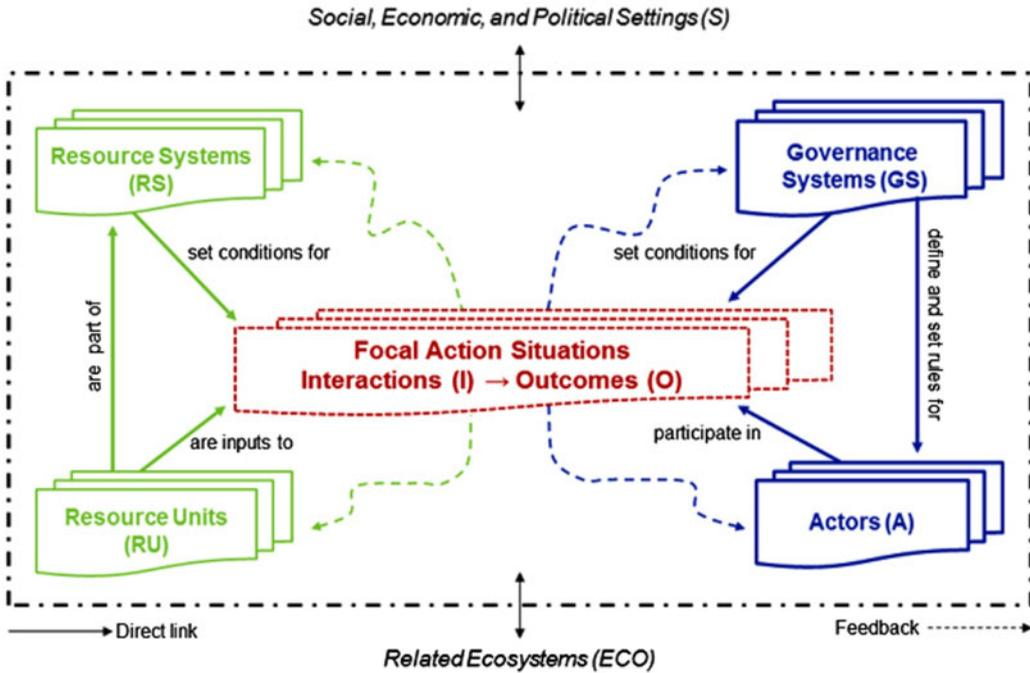 Social, Economic, and Political Settings (S)
Resource Systems
(RS)
Governance
Systems (GS)
set conditions for
set conditions for
define and set rules for
are part of
Focal Action Situations
Interactions (I) → Outcomes (O)
are inputs to
participate in
Resource Units
(RU)
Actors (A)
Direct link
Feedback
Related Ecosystems (ECO)